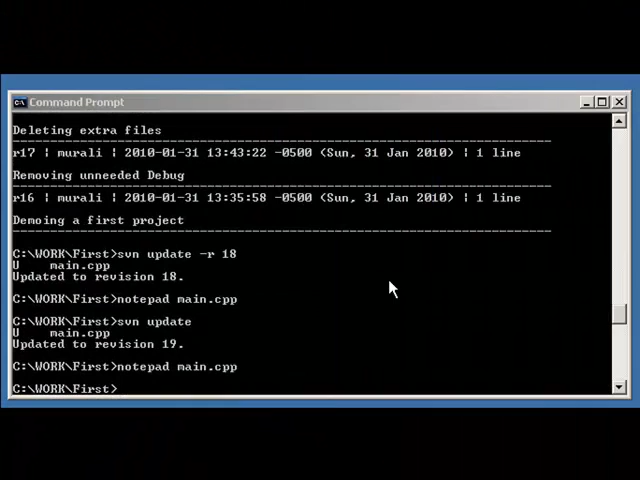 Command Prompt
Deleting extra files
------------------------------------------------------------------------
r17 | murali | 2010-01-31 13:43:22 -0500 (Sun, 31 Jan 2010) | 1 line
Removing unneeded Debug
------------------------------------------------------------------------
r16 | murali | 2010-01-31 13:35:58 -0500 (Sun, 31 Jan 2010) | 1 line
Demoing a first project
------------------------------------------------------------------------
C:\WORK\First>svn update -r 18
U    main.cpp
Updated to revision 18.
C:\WORK\First>notepad main.cpp
C:\WORK\First>svn update
U    main.cpp
Updated to revision 19.
C:\WORK\First>notepad main.cpp
C:\WORK\First>